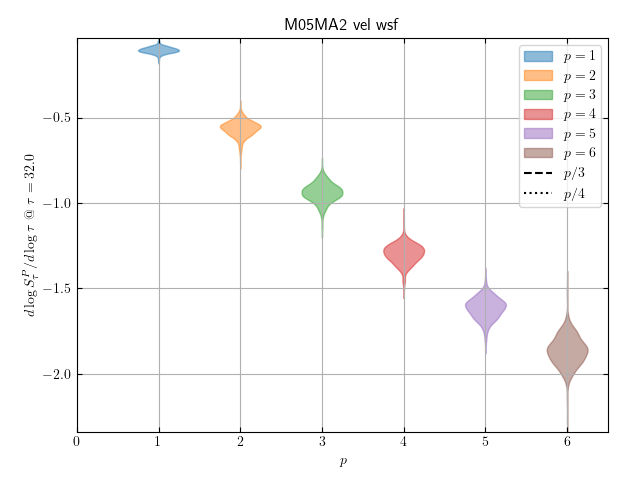 M05MA2 vel wsf
d log S_τ^P / d log τ @ τ = 32.0
−0.5
−1.0
−1.5
−2.0
0 1 2 3 4 5 6
p
p = 1
p = 2
p = 3
p = 4
p = 5
p = 6
p/3
p/4